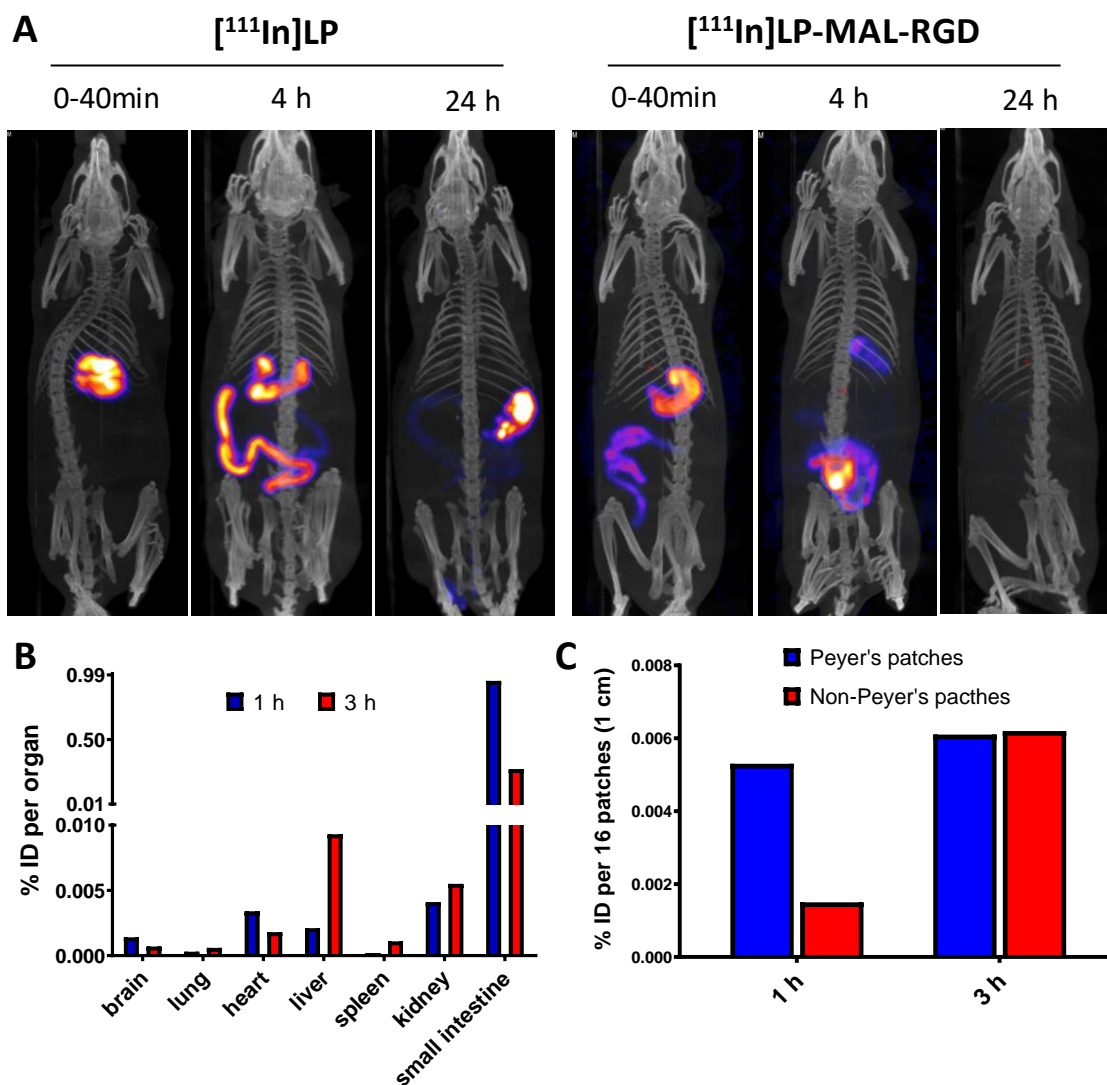 A
[¹¹¹In]LP
[¹¹¹In]LP-MAL-RGD
0-40min
4 h
24 h
0-40min
4 h
24 h
B
% ID per organ
0.99
0.50
0.01
0.010
0.005
0.000
1 h
3 h
brain
lung
heart
liver
spleen
kidney
small intestine
C
% ID per 16 patches (1 cm)
0.008
0.006
0.004
0.002
0.000
Peyer's patches
Non-Peyer's pacthes
1 h
3 h